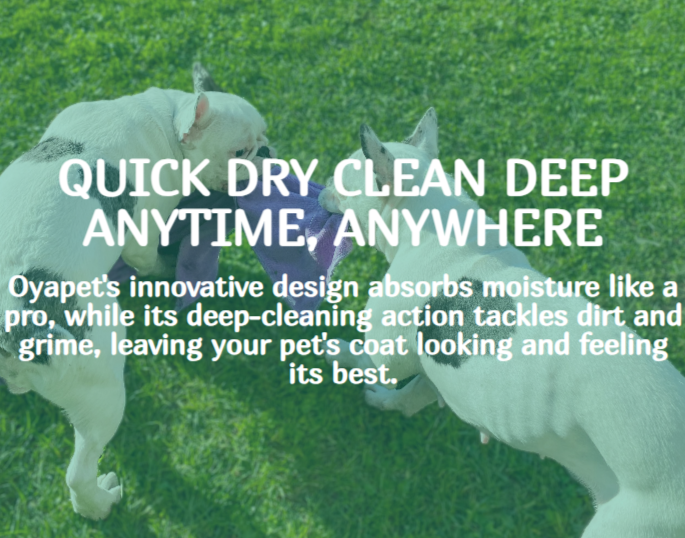 QUICK DRY CLEAN DEEP
ANYTIME, ANYWHERE
Oyapet's innovative design absorbs moisture like a
pro, while its deep-cleaning action tackles dirt and
grime, leaving your pet's coat looking and feeling
its best.